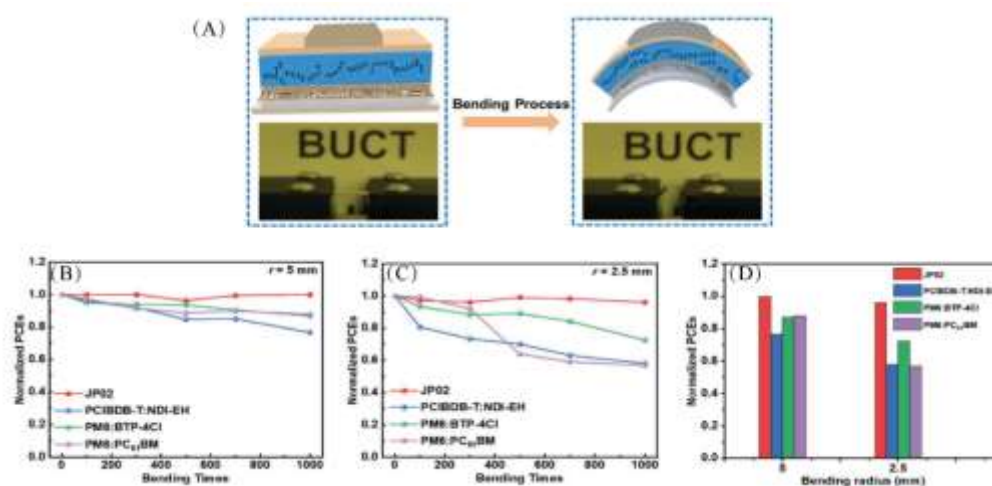 (A)
Bending Process
BUCT
BUCT
(B)
r = 5 mm
Normalized PCEs
1.2
1.0
0.8
0.6
0.4
0.2
0.0
JP02
PCIBDB-T:NDI-EH
PM6:BTP-4Cl
PM6:PC₆₁BM
0 200 400 600 800 1000
Bending Times
(C)
r = 2.5 mm
Normalized PCEs
1.2
1.0
0.8
0.6
0.4
0.2
0.0
JP02
PCIBDB-T:NDI-EH
PM6:BTP-4Cl
0 200 400 600 800 1000
Bending Times
(D)
Normalized PCEs
1.2
1.0
0.8
0.6
0.4
0.2
0.0
JP02
PCIBDB-T:NDI-EH
PM6:BTP-4Cl
5 2.5
Bending radius (mm)